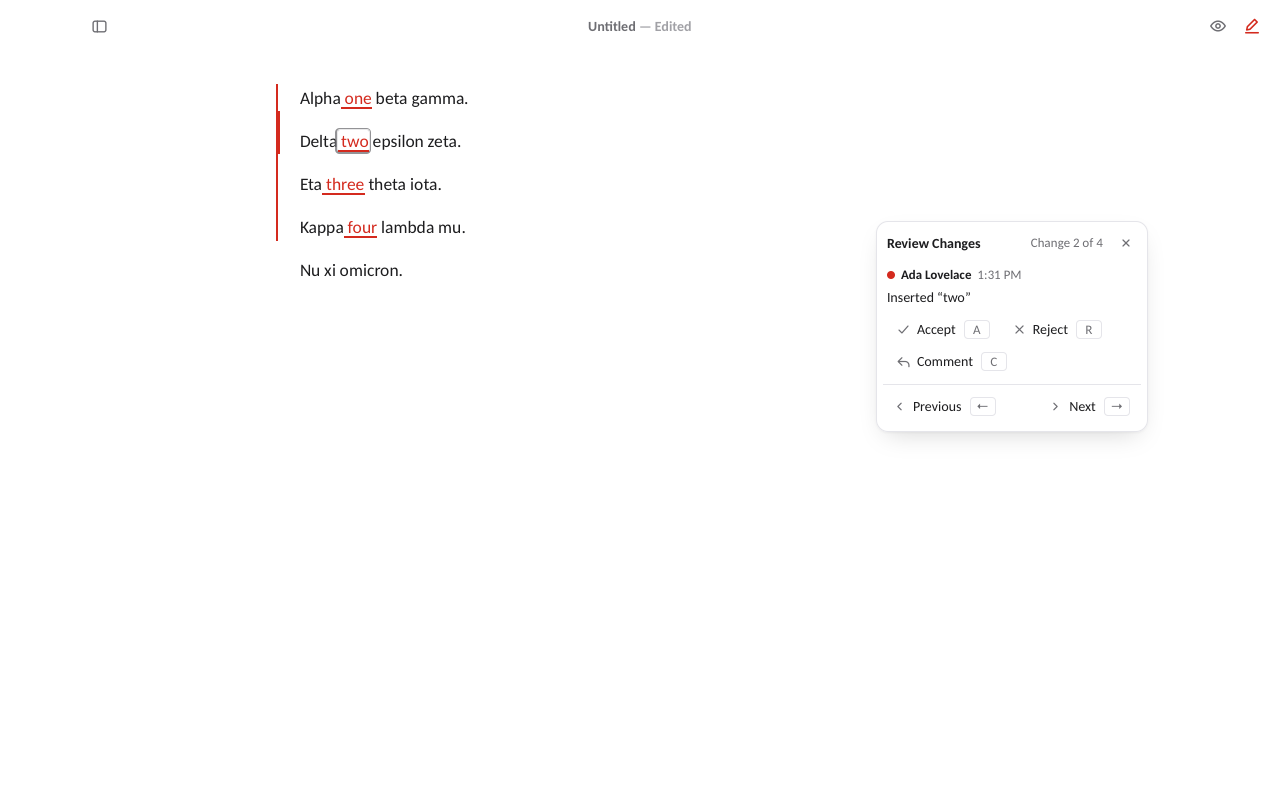 Untitled — Edited
Alpha one beta gamma.
Delta two epsilon zeta.
Eta three theta iota.
Kappa four lambda mu.
Nu xi omicron.
Review Changes Change 2 of 4
Ada Lovelace 1:31 PM
Inserted “two”
Accept A Reject R
Comment C
Previous ← Next →